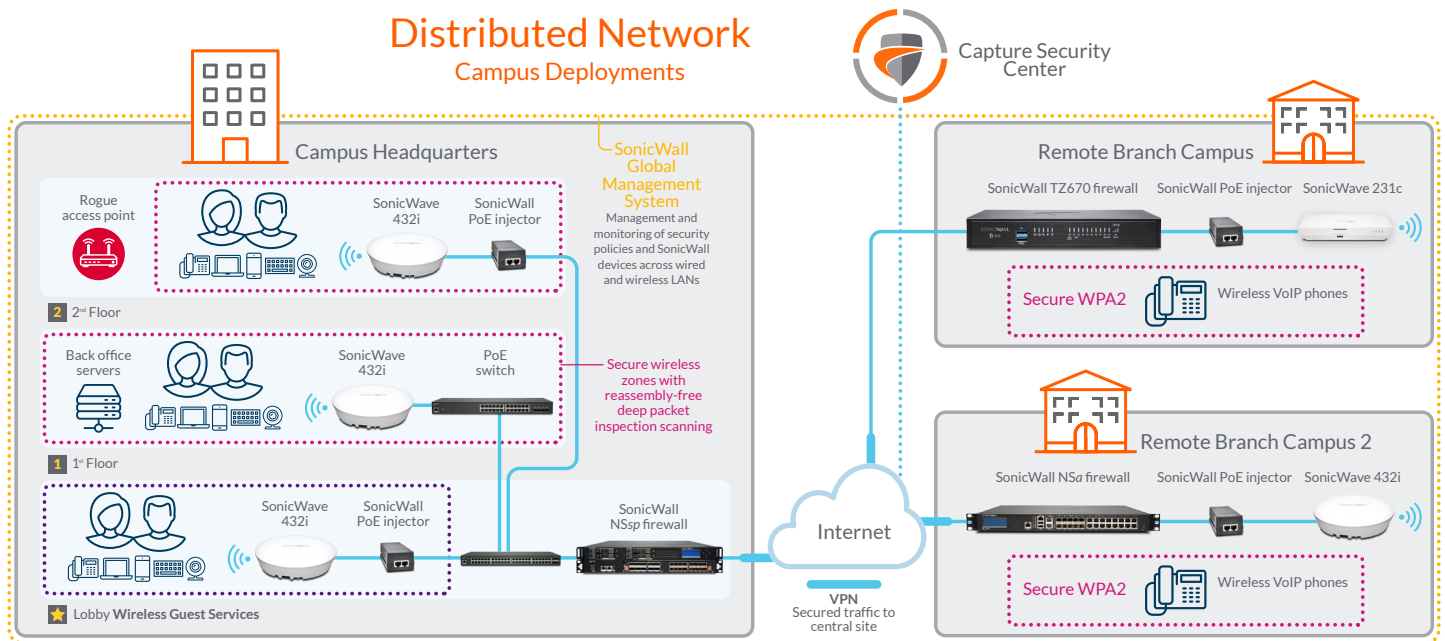 Distributed Network
Campus Deployments
Capture Security
Center
Campus Headquarters
SonicWall
Global
Management
System
Management and
monitoring of security
policies and SonicWall
devices across wired
and wireless LANs
Rogue
access point
SonicWave
432i
SonicWall
PoE injector
2 2nd Floor
Back office
servers
SonicWave
432i
PoE
switch
Secure wireless
zones with
reassembly-free
deep packet
inspection scanning
1 1st Floor
SonicWave
432i
SonicWall
PoE injector
SonicWall
NSsp firewall
Lobby Wireless Guest Services
Internet
VPN
Secured traffic to
central site
Remote Branch Campus
SonicWall TZ670 firewall
SonicWall PoE injector
SonicWave 231c
SONICWALL
Secure WPA2
Wireless VoIP phones
Remote Branch Campus 2
SonicWall NSa firewall
SonicWall PoE injector
SonicWave 432i
Secure WPA2
Wireless VoIP phones